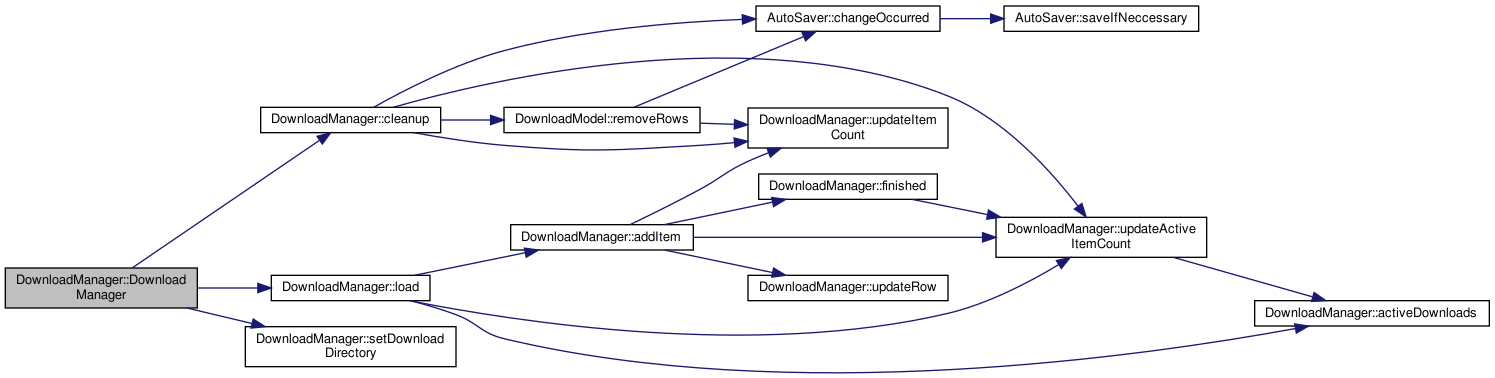 AutoSaver::changeOccurred
AutoSaver::saveIfNeccessary
DownloadManager::cleanup
DownloadModel::removeRows
DownloadManager::updateItem
Count
DownloadManager::finished
DownloadManager::addItem
DownloadManager::updateActive
ItemCount
DownloadManager::Download
Manager
DownloadManager::load
DownloadManager::updateRow
DownloadManager::activeDownloads
DownloadManager::setDownload
Directory